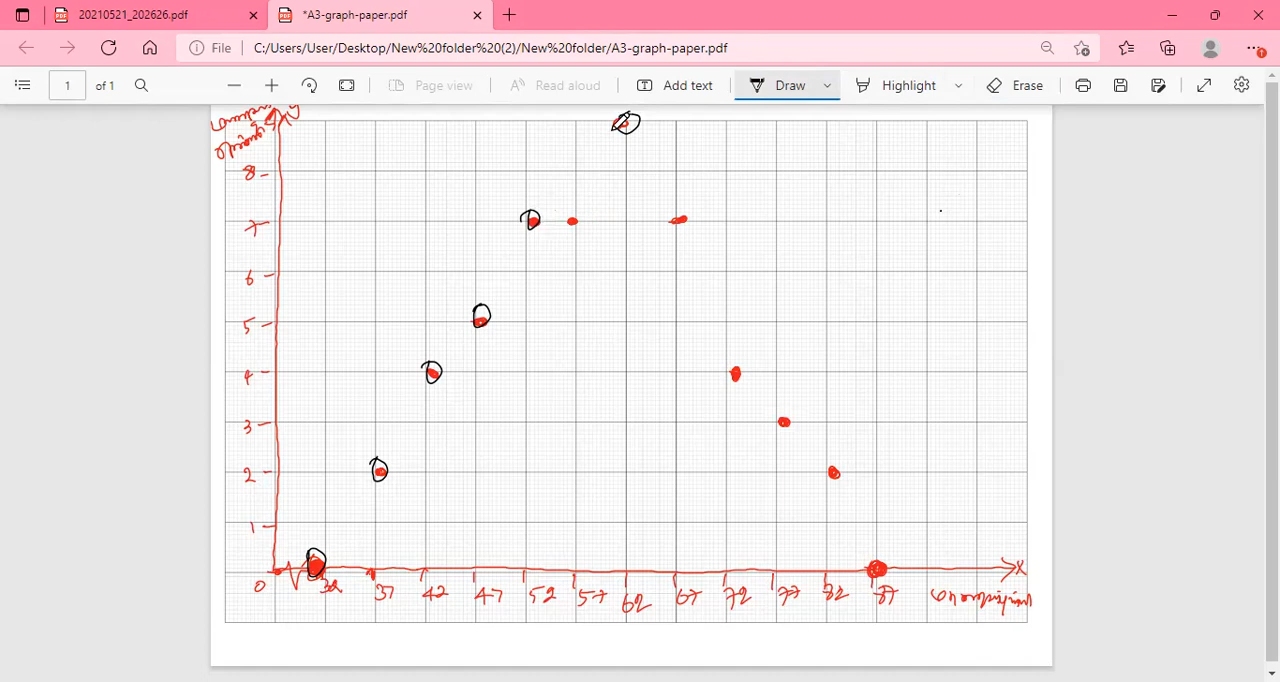 20210521_202626.pdf
*A3-graph-paper.pdf
File C:/Users/User/Desktop/New%20folder%20(2)/New%20folder/A3-graph-paper.pdf
1 of 1 Page view Read aloud Add text Draw Highlight Erase
8
7
6
5
4
3
2
1
0 32 37 42 47 52 57 62 67 72 77 82 87 X